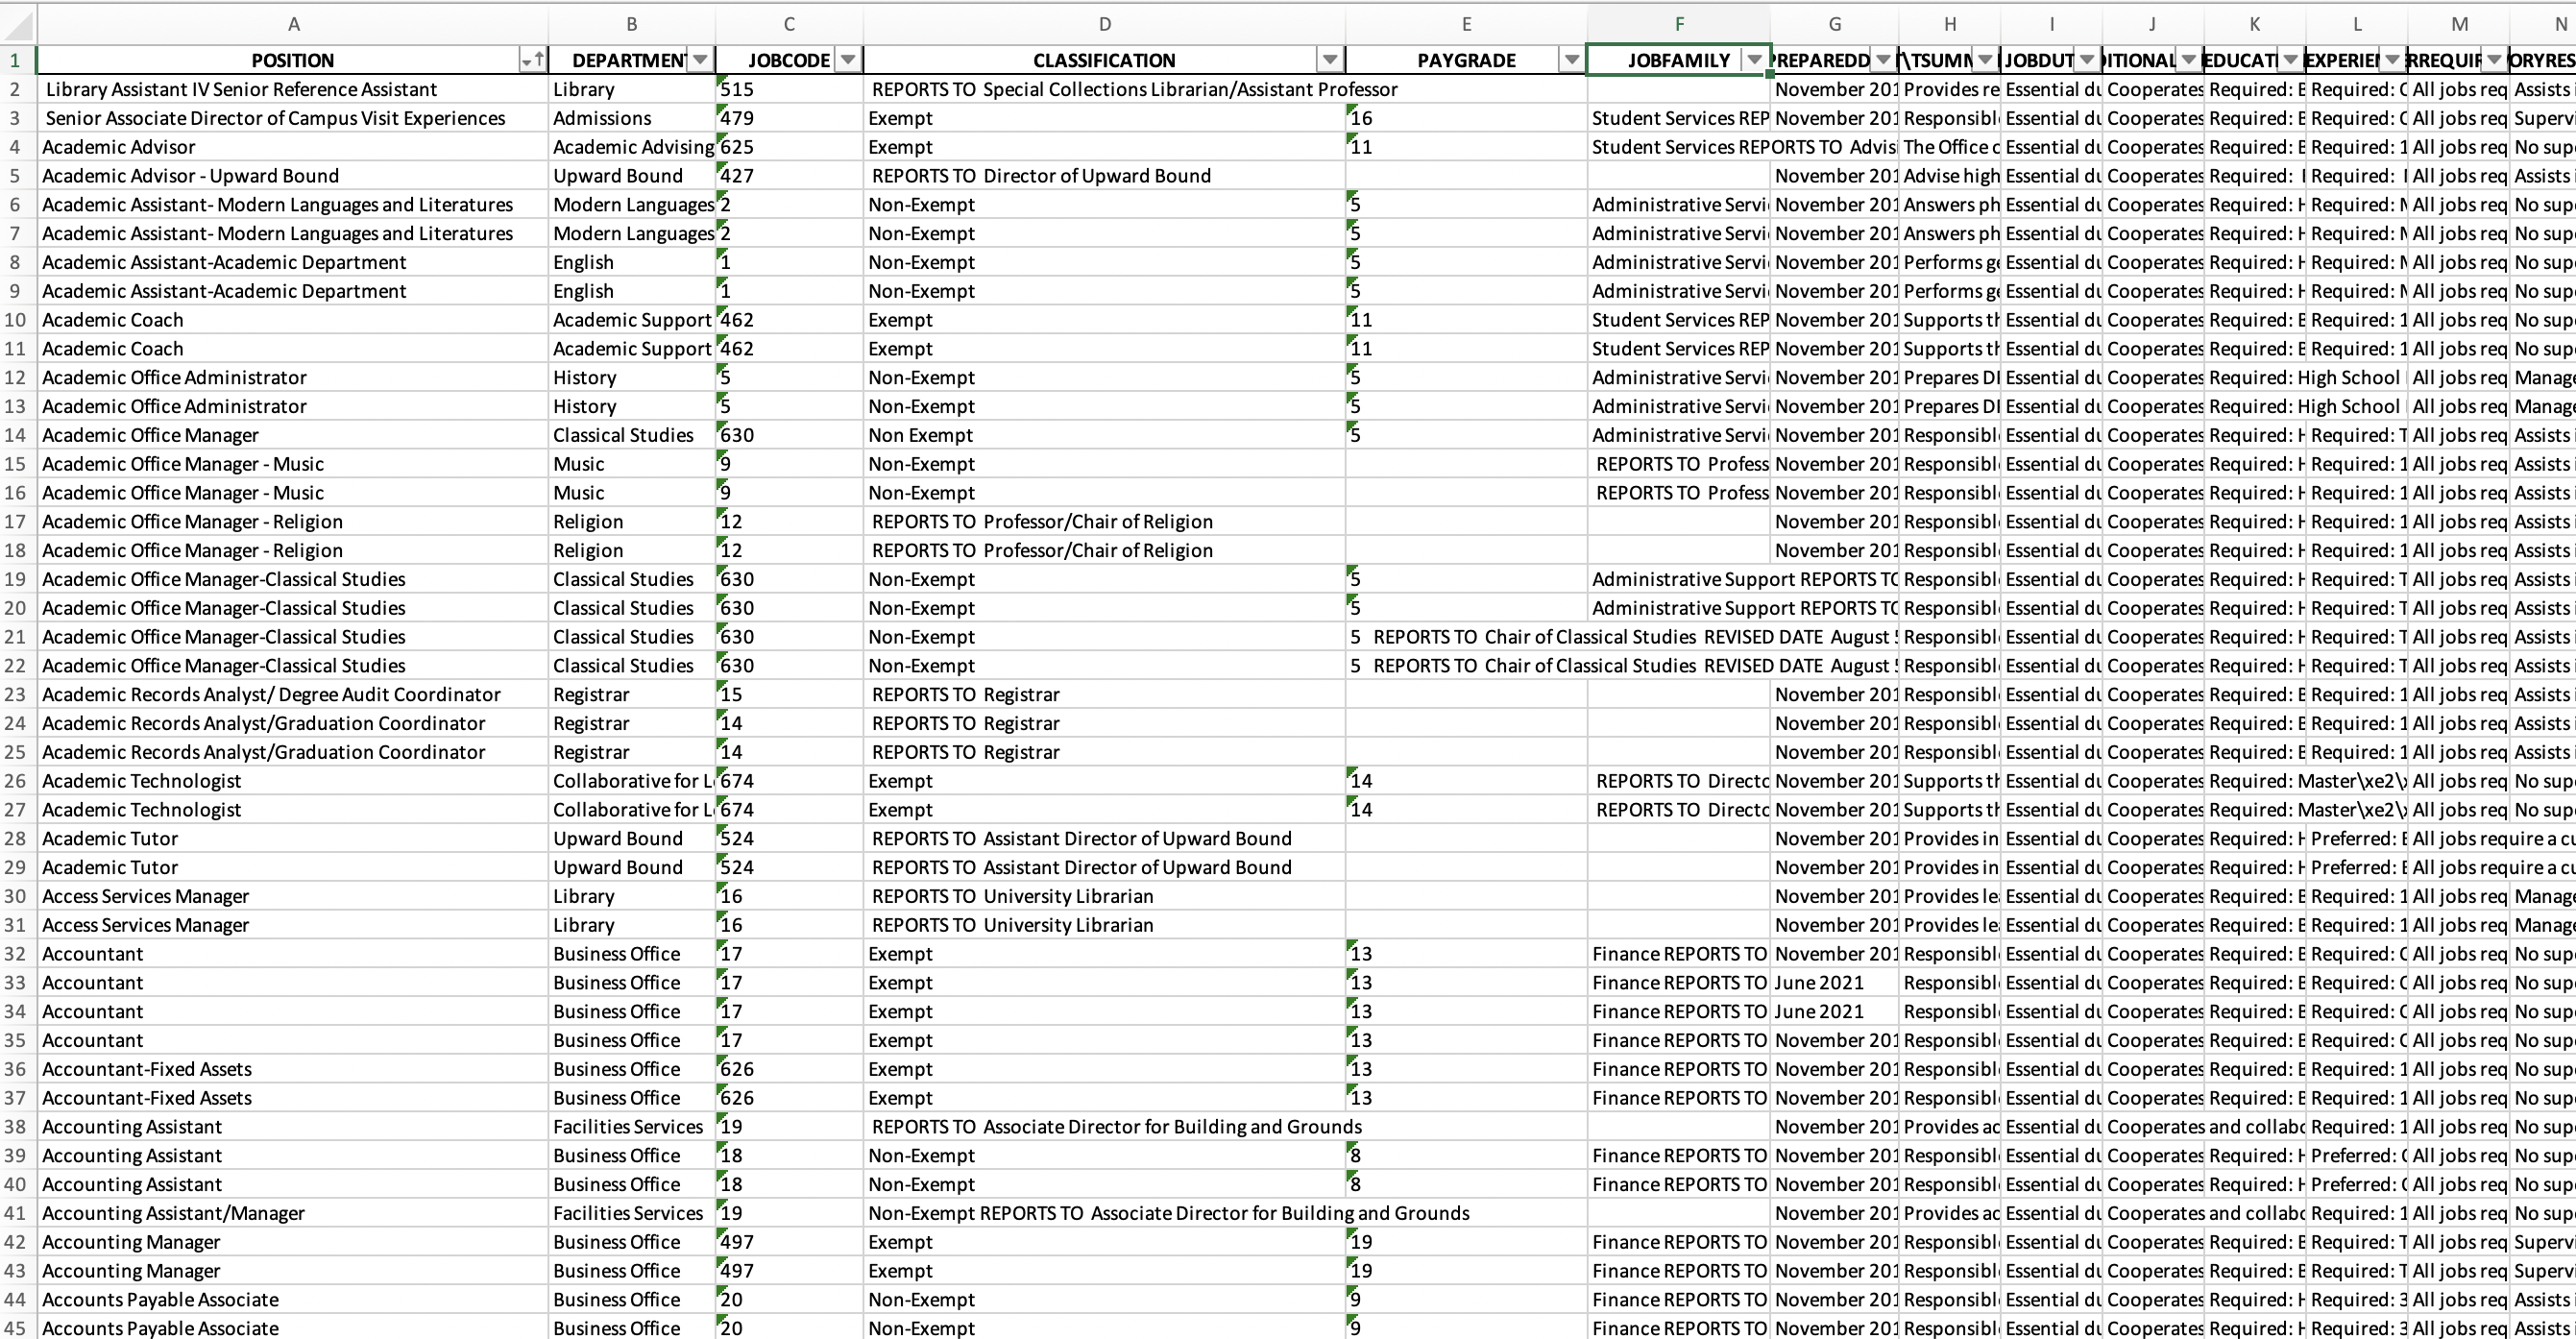 A B C D E F G H I J K L M N
1 POSITION DEPARTMENT JOBCODE CLASSIFICATION PAYGRADE JOBFAMILY REPAREDD \TSUMN JOBDUT ITIONAL EDUCATI EXPERIEN RREQUIR ORYRES
2 Library Assistant IV Senior Reference Assistant Library 515 REPORTS TO Special Collections Librarian/Assistant Professor November 201 Provides re Essential du Cooperates Required: B Required: C All jobs req Assists i
3 Senior Associate Director of Campus Visit Experiences Admissions 479 Exempt 16 Student Services REP November 201 Responsibl Essential du Cooperates Required: B Required: C All jobs req Supervi
4 Academic Advisor Academic Advising 625 Exempt 11 Student Services REPORTS TO Advis The Office o Essential du Cooperates Required: B Required: 1 All jobs req No supe
5 Academic Advisor - Upward Bound Upward Bound 427 REPORTS TO Director of Upward Bound November 201 Advise high Essential du Cooperates Required: Required: All jobs req Assists i
6 Academic Assistant- Modern Languages and Literatures Modern Languages 2 Non-Exempt 5 Administrative Servi November 201 Answers ph Essential du Cooperates Required: H Required: N All jobs req No supe
7 Academic Assistant- Modern Languages and Literatures Modern Languages 2 Non-Exempt 5 Administrative Servi November 201 Answers ph Essential du Cooperates Required: H Required: N All jobs req No supe
8 Academic Assistant-Academic Department English 1 Non-Exempt 5 Administrative Servi November 201 Performs ge Essential du Cooperates Required: H Required: N All jobs req No supe
9 Academic Assistant-Academic Department English 1 Non-Exempt 5 Administrative Servi November 201 Performs ge Essential du Cooperates Required: H Required: N All jobs req No supe
10 Academic Coach Academic Support 462 Exempt 11 Student Services REP November 201 Supports th Essential du Cooperates Required: B Required: 1 All jobs req No supe
11 Academic Coach Academic Support 462 Exempt 11 Student Services REP November 201 Supports th Essential du Cooperates Required: B Required: 1 All jobs req No supe
12 Academic Office Administrator History 5 Non-Exempt 5 Administrative Servi November 201 Prepares DI Essential du Cooperates Required: High School All jobs req Manage
13 Academic Office Administrator History 5 Non-Exempt 5 Administrative Servi November 201 Prepares DI Essential du Cooperates Required: High School All jobs req Manage
14 Academic Office Manager Classical Studies 630 Non Exempt 5 Administrative Servi November 201 Responsibl Essential du Cooperates Required: H Required: T All jobs req Assists i
15 Academic Office Manager - Music Music 9 Non-Exempt REPORTS TO Profess November 201 Responsibl Essential du Cooperates Required: H Required: 1 All jobs req Assists i
16 Academic Office Manager - Music Music 9 Non-Exempt REPORTS TO Profess November 201 Responsibl Essential du Cooperates Required: H Required: 1 All jobs req Assists i
17 Academic Office Manager - Religion Religion 12 REPORTS TO Professor/Chair of Religion November 201 Responsibl Essential du Cooperates Required: H Required: 1 All jobs req Assists i
18 Academic Office Manager - Religion Religion 12 REPORTS TO Professor/Chair of Religion November 201 Responsibl Essential du Cooperates Required: H Required: 1 All jobs req Assists i
19 Academic Office Manager-Classical Studies Classical Studies 630 Non-Exempt 5 Administrative Support REPORTS TO Responsibl Essential du Cooperates Required: H Required: T All jobs req Assists i
20 Academic Office Manager-Classical Studies Classical Studies 630 Non-Exempt 5 Administrative Support REPORTS TO Responsibl Essential du Cooperates Required: H Required: T All jobs req Assists i
21 Academic Office Manager-Classical Studies Classical Studies 630 Non-Exempt 5 REPORTS TO Chair of Classical Studies REVISED DATE August 5 Responsibl Essential du Cooperates Required: H Required: T All jobs req Assists i
22 Academic Office Manager-Classical Studies Classical Studies 630 Non-Exempt 5 REPORTS TO Chair of Classical Studies REVISED DATE August 5 Responsibl Essential du Cooperates Required: H Required: T All jobs req Assists i
23 Academic Records Analyst/ Degree Audit Coordinator Registrar 15 REPORTS TO Registrar November 201 Responsibl Essential du Cooperates Required: B Required: 1 All jobs req Assists i
24 Academic Records Analyst/Graduation Coordinator Registrar 14 REPORTS TO Registrar November 201 Responsibl Essential du Cooperates Required: B Required: 1 All jobs req Assists i
25 Academic Records Analyst/Graduation Coordinator Registrar 14 REPORTS TO Registrar November 201 Responsibl Essential du Cooperates Required: B Required: 1 All jobs req Assists i
26 Academic Technologist Collaborative for Le 674 Exempt 14 REPORTS TO Directo November 201 Supports th Essential du Cooperates Required: Master\xe2\x All jobs req No supe
27 Academic Technologist Collaborative for Le 674 Exempt 14 REPORTS TO Directo November 201 Supports th Essential du Cooperates Required: Master\xe2\x All jobs req No supe
28 Academic Tutor Upward Bound 524 REPORTS TO Assistant Director of Upward Bound November 201 Provides in Essential du Cooperates Required: H Preferred: E All jobs require a cu
29 Academic Tutor Upward Bound 524 REPORTS TO Assistant Director of Upward Bound November 201 Provides in Essential du Cooperates Required: H Preferred: E All jobs require a cu
30 Access Services Manager Library 16 REPORTS TO University Librarian November 201 Provides lea Essential du Cooperates Required: B Required: 1 All jobs req Manage
31 Access Services Manager Library 16 REPORTS TO University Librarian November 201 Provides lea Essential du Cooperates Required: B Required: 1 All jobs req Manage
32 Accountant Business Office 17 Exempt 13 Finance REPORTS TO November 201 Responsibl Essential du Cooperates Required: B Required: C All jobs req No supe
33 Accountant Business Office 17 Exempt 13 Finance REPORTS TO June 2021 Responsibl Essential du Cooperates Required: B Required: C All jobs req No supe
34 Accountant Business Office 17 Exempt 13 Finance REPORTS TO June 2021 Responsibl Essential du Cooperates Required: B Required: C All jobs req No supe
35 Accountant Business Office 17 Exempt 13 Finance REPORTS TO November 201 Responsibl Essential du Cooperates Required: B Required: C All jobs req No supe
36 Accountant-Fixed Assets Business Office 626 Exempt 13 Finance REPORTS TO November 201 Responsibl Essential du Cooperates Required: B Required: 1 All jobs req No supe
37 Accountant-Fixed Assets Business Office 626 Exempt 13 Finance REPORTS TO November 201 Responsibl Essential du Cooperates Required: B Required: 1 All jobs req No supe
38 Accounting Assistant Facilities Services 19 REPORTS TO Associate Director for Building and Grounds November 201 Provides ac Essential du Cooperates and collabo Required: 1 All jobs req No supe
39 Accounting Assistant Business Office 18 Non-Exempt 8 Finance REPORTS TO November 201 Responsibl Essential du Cooperates Required: H Preferred: C All jobs req No supe
40 Accounting Assistant Business Office 18 Non-Exempt 8 Finance REPORTS TO November 201 Responsibl Essential du Cooperates Required: H Preferred: C All jobs req No supe
41 Accounting Assistant/Manager Facilities Services 19 Non-Exempt REPORTS TO Associate Director for Building and Grounds November 201 Provides ac Essential du Cooperates and collabo Required: 1 All jobs req No supe
42 Accounting Manager Business Office 497 Exempt 19 Finance REPORTS TO November 201 Responsibl Essential du Cooperates Required: B Required: T All jobs req Supervi
43 Accounting Manager Business Office 497 Exempt 19 Finance REPORTS TO November 201 Responsibl Essential du Cooperates Required: B Required: T All jobs req Supervi
44 Accounts Payable Associate Business Office 20 Non-Exempt 9 Finance REPORTS TO November 201 Responsibl Essential du Cooperates Required: H Required: 3 All jobs req Assists i
45 Accounts Payable Associate Business Office 20 Non-Exempt 9 Finance REPORTS TO November 201 Responsibl Essential du Cooperates Required: H Required: 3 All jobs req Assists i